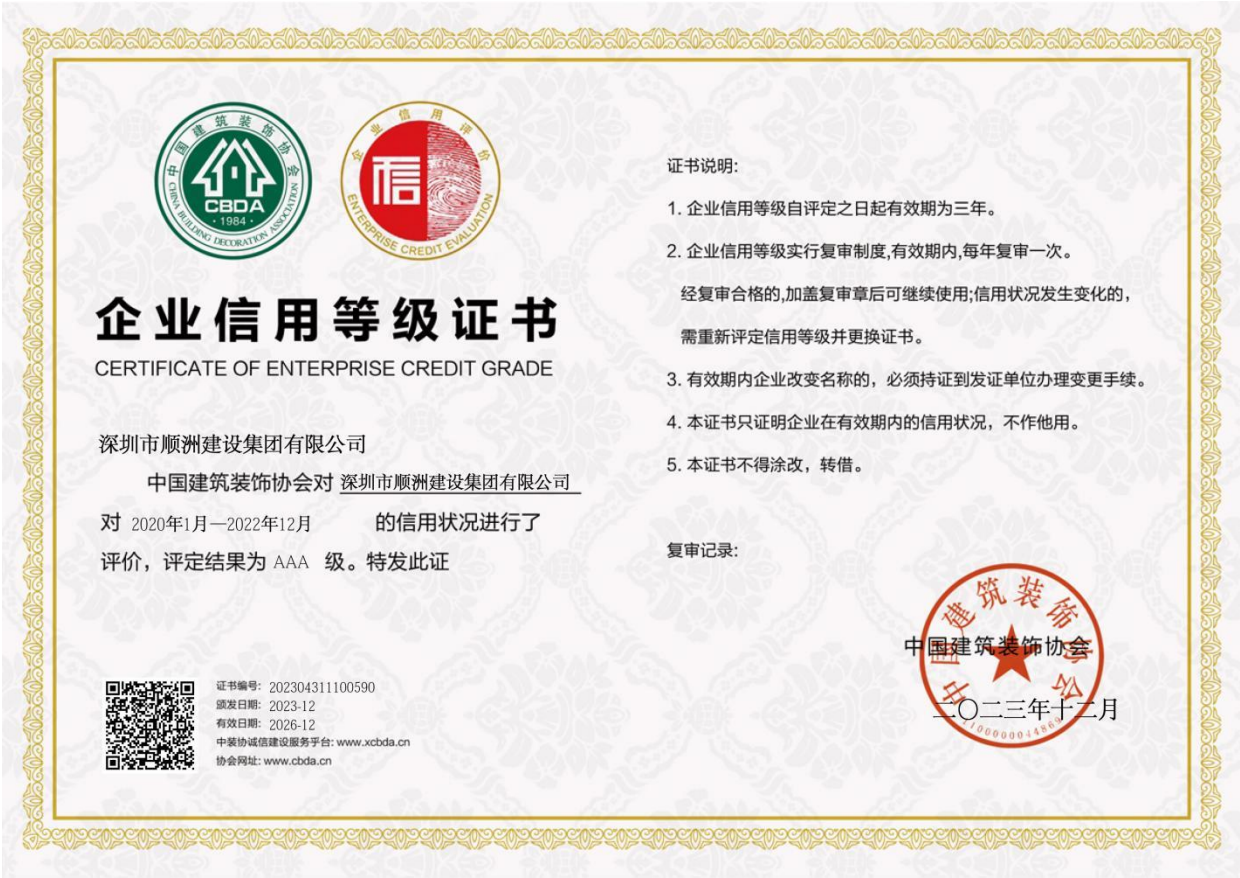 中国建筑装饰协会
CBDA
·1984·
CHINA BUILDING DECORATION ASSOCIATION
企业信用评价
信
ENTERPRISE CREDIT EVALUATION
企业信用等级证书
CERTIFICATE OF ENTERPRISE CREDIT GRADE
深圳市顺洲建设集团有限公司
中国建筑装饰协会对 深圳市顺洲建设集团有限公司
对 2020年1月—2022年12月 的信用状况进行了
评价，评定结果为 AAA 级。特发此证
证书编号: 202304311100590
颁发日期: 2023-12
有效日期: 2026-12
中装协诚信建设服务平台: www.xcbda.cn
协会网址: www.cbda.cn
证书说明:
1. 企业信用等级自评定之日起有效期为三年。
2. 企业信用等级实行复审制度,有效期内,每年复审一次。
经复审合格的,加盖复审章后可继续使用;信用状况发生变化的，
需重新评定信用等级并更换证书。
3. 有效期内企业改变名称的，必须持证到发证单位办理变更手续。
4. 本证书只证明企业在有效期内的信用状况，不作他用。
5. 本证书不得涂改，转借。
复审记录:
中国建筑装饰协会
中国建筑装饰协会
二〇二三年十二月